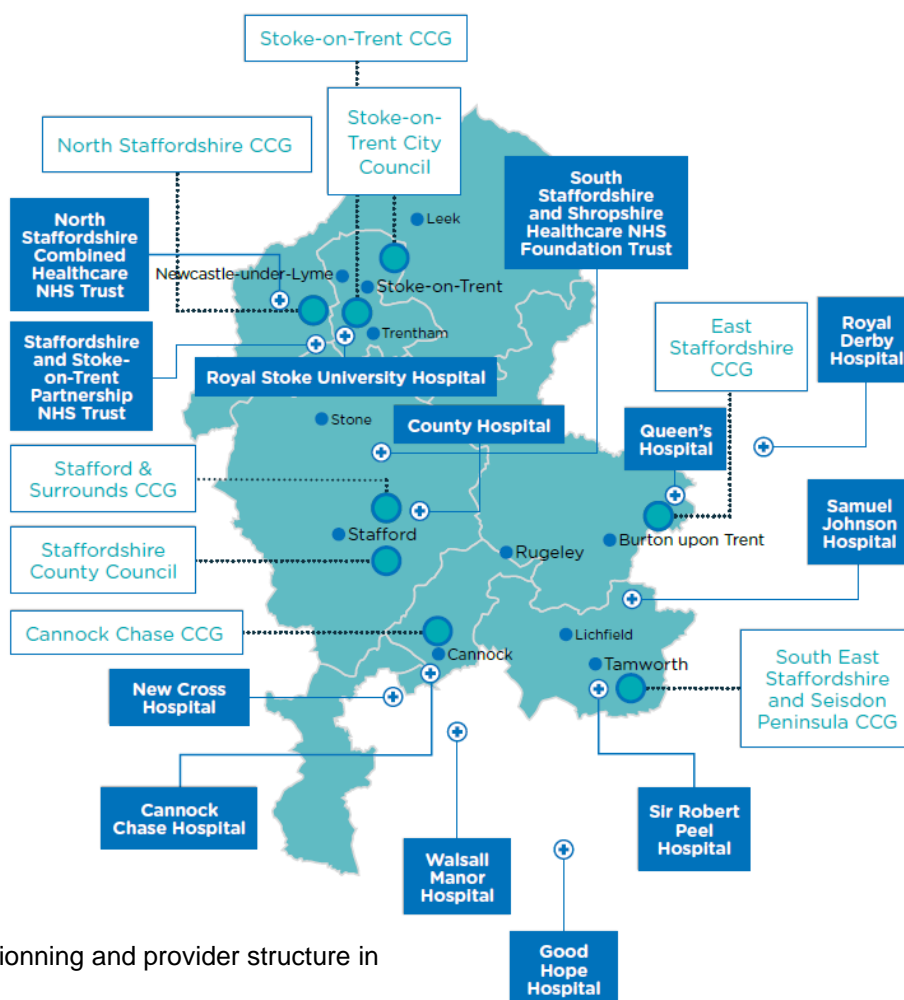 Stoke-on-Trent CCG
Stoke-on-
Trent City
Council
North Staffordshire CCG
South
Staffordshire
and Shropshire
Healthcare NHS
Foundation Trust
North
Staffordshire
Combined
Healthcare
NHS Trust
Leek
Newcastle-under-Lyme
Stoke-on-Trent
Trentham
East
Staffordshire
CCG
Royal
Derby
Hospital
Staffordshire
and Stoke-
on-Trent
Partnership
NHS Trust
Royal Stoke University Hospital
Stone
County Hospital
Queen's
Hospital
Stafford &
Surrounds CCG
Samuel
Johnson
Hospital
Stafford
Rugeley
Burton upon Trent
Staffordshire
County Council
Cannock Chase CCG
Cannock
Lichfield
Tamworth
South East
Staffordshire
and Seisdon
Peninsula CCG
New Cross
Hospital
Cannock
Chase Hospital
Sir Robert
Peel
Hospital
Walsall
Manor
Hospital
Good
Hope
Hospital
ionning and provider structure in